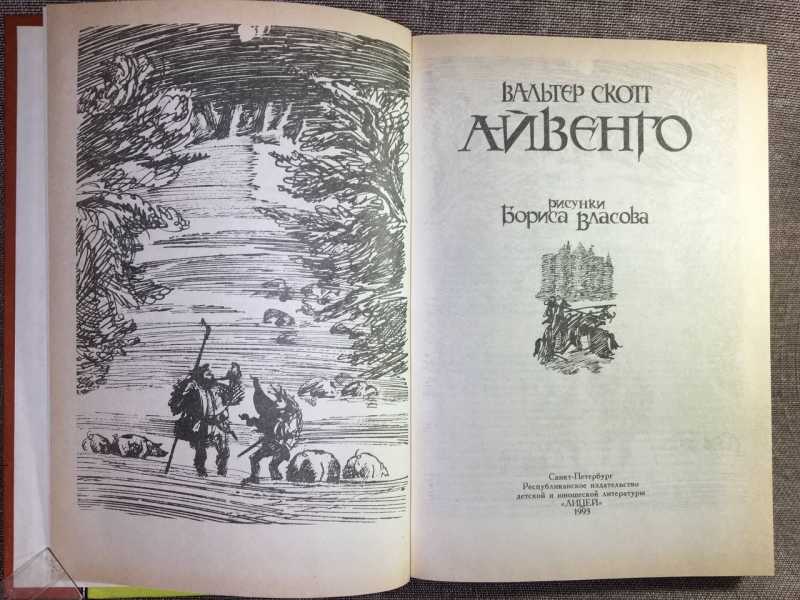 ВАЛЬТЕР СКОТТ
АЙВЕНГО
РИСУНКИ
БОРИСА ВЛАСОВА
Санкт-Петербург
Республиканское издательство
детской и юношеской литературы
«ЛИЦЕЙ»
1993